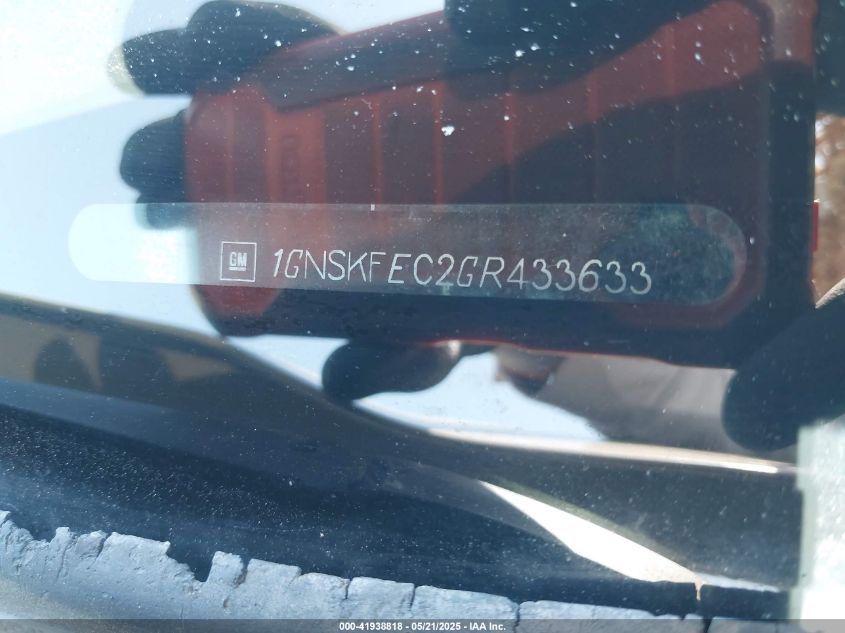 GM 1GNSKFEC2GR433633
000-41938818 - 05/21/2025 - IAA Inc.